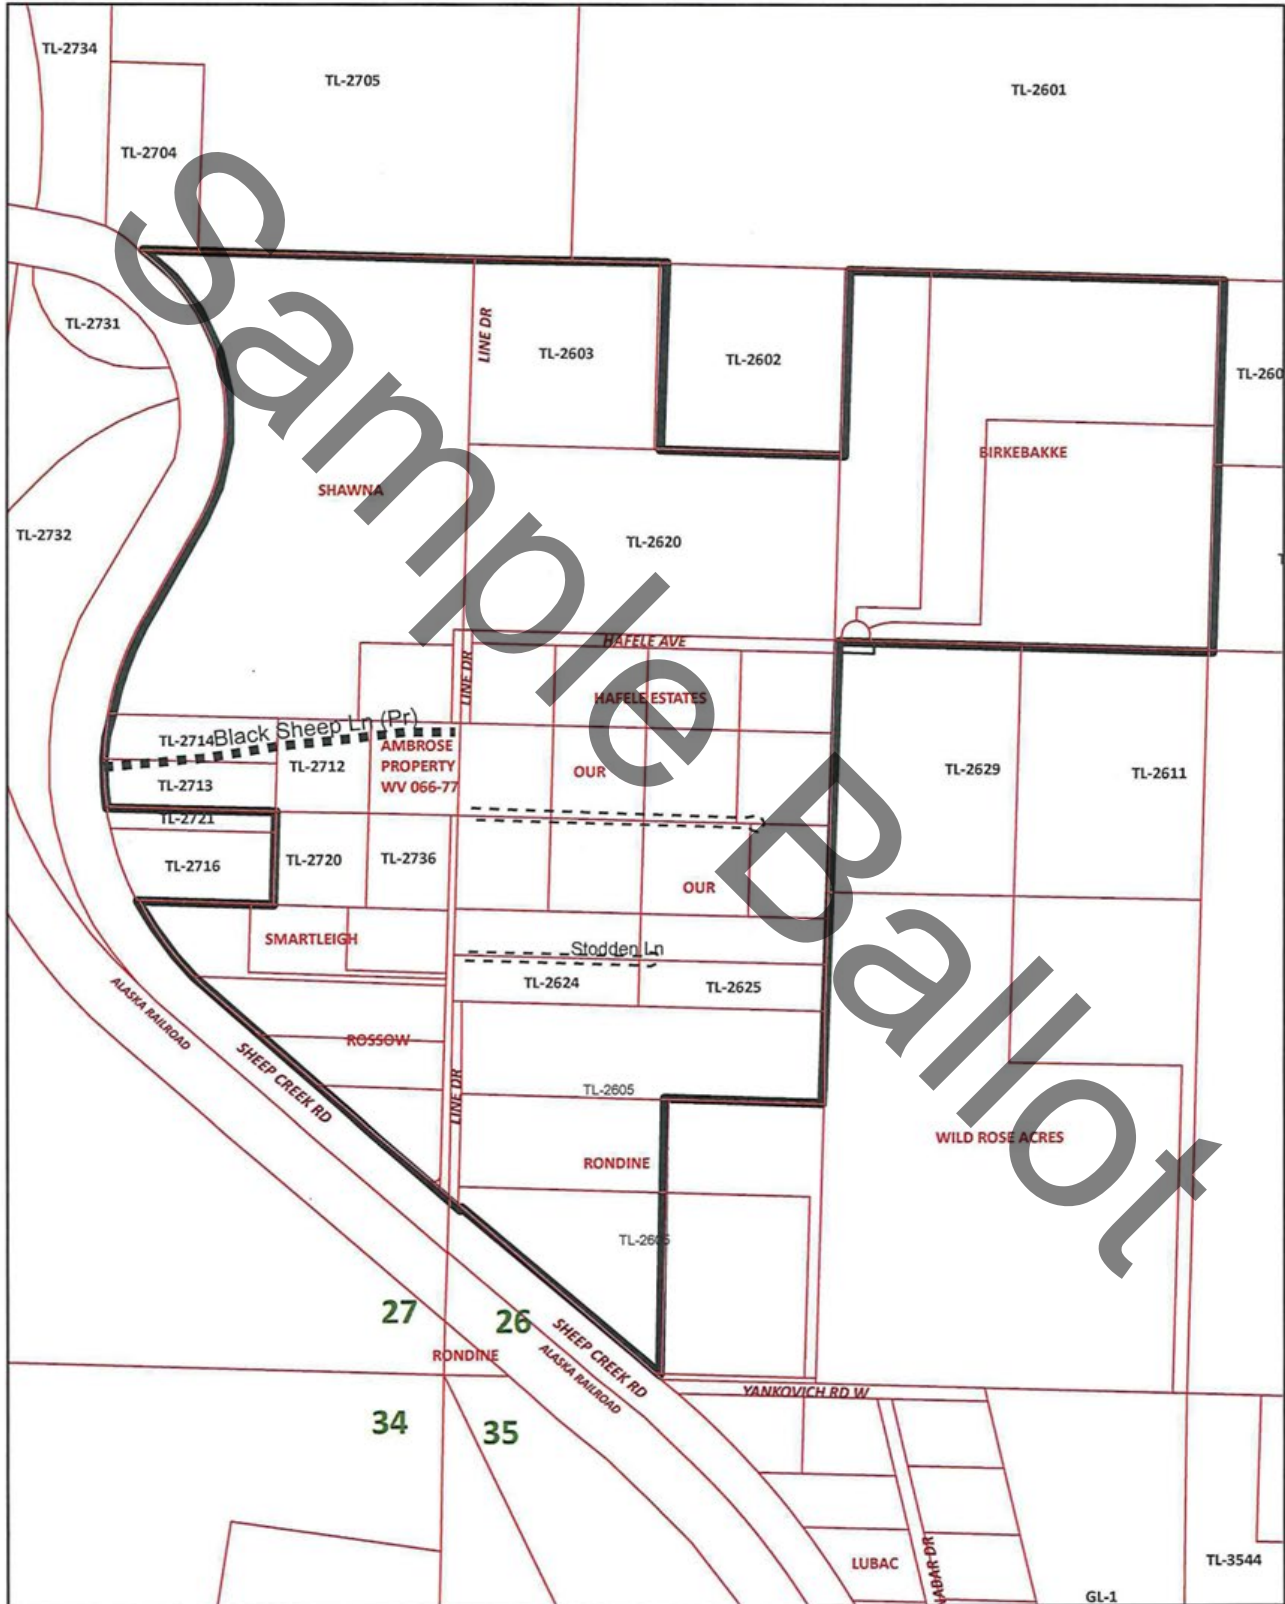 TL-2734
TL-2705
TL-2601
TL-2704
TL-2731
LINE DR
TL-2603
TL-2602
TL-260
BIRKEBAKKE
SHAWNA
TL-2732
TL-2620
HAFELE AVE
LINE DR
HAFELE ESTATES
Black Sheep Ln (Pr)
TL-2714
AMBROSE
PROPERTY
WV 066-77
TL-2712
OUR
TL-2629
TL-2611
TL-2713
TL-2721
TL-2716
TL-2720
TL-2736
OUR
SMARTLEIGH
Stodden Ln
TL-2624
TL-2625
ALASKA RAILROAD
SHEEP CREEK RD
ROSSOW
LINE DR
TL-2605
WILD ROSE ACRES
RONDINE
TL-2606
27
26
SHEEP CREEK RD
ALASKA RAILROAD
RONDINE
YANKOVICH RD W
34
35
LUBAC
TL-3544
GL-1
Sample Ballot